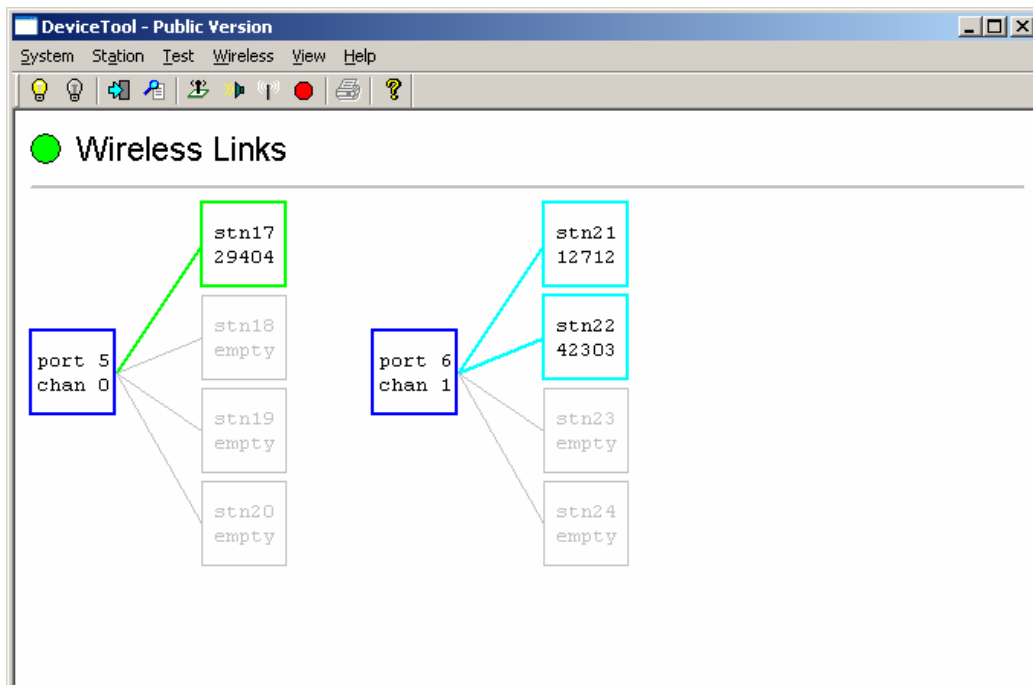 DeviceTool - Public Version
System Station Test Wireless View Help
Wireless Links
stn17
29404
stn18
empty
port 5
chan 0
stn19
empty
stn20
empty
stn21
12712
stn22
42303
port 6
chan 1
stn23
empty
stn24
empty